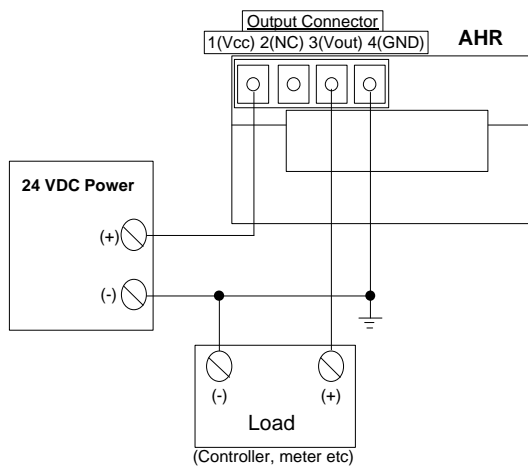 Output Connector
1(Vcc) 2(NC) 3(Vout) 4(GND)
AHR
24 VDC Power
(+)
(-)
(-)
(+)
Load
(Controller, meter etc)